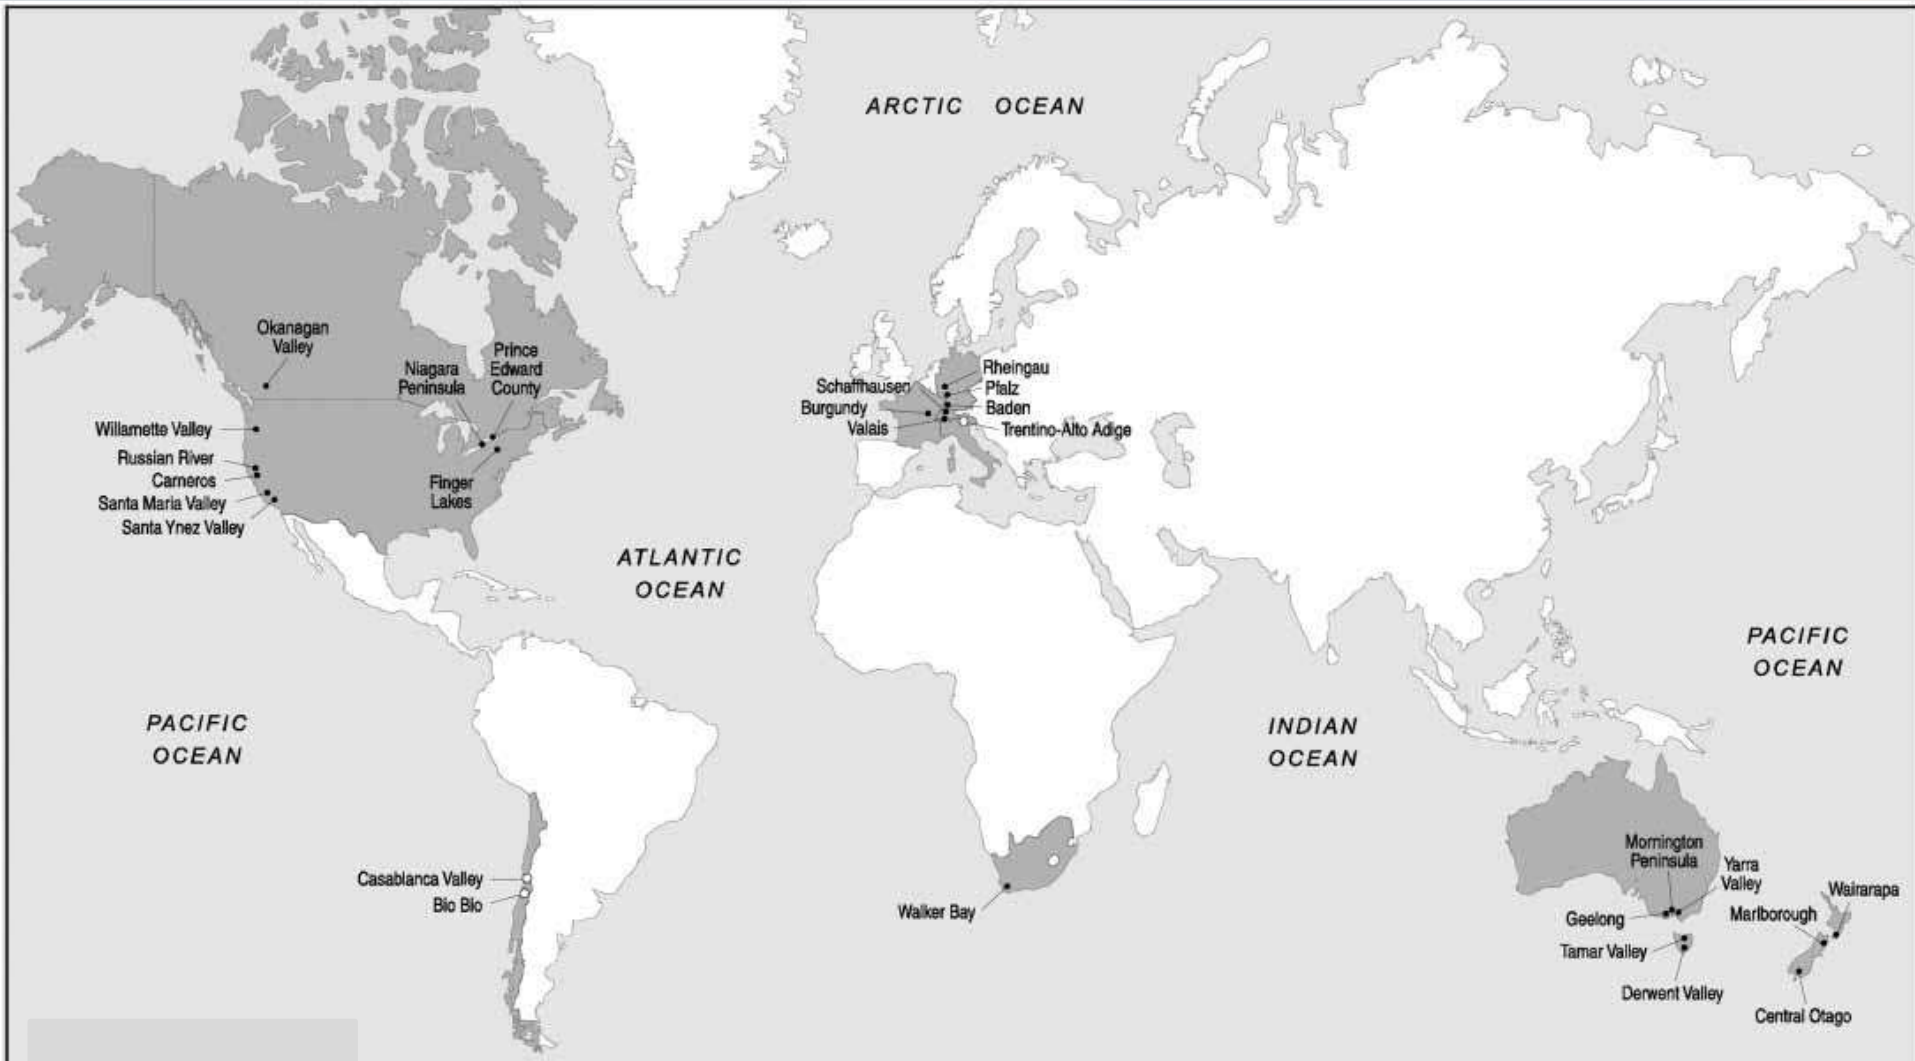 ARCTIC OCEAN
Okanagan
Valley
Prince
Edward
County
Niagara
Peninsula
Willamette Valley
Russian River
Carneros
Santa Maria Valley
Santa Ynez Valley
Finger
Lakes
Rheingau
Schaffhausen
Pfalz
Burgundy
Baden
Valais
Trentino-Alto Adige
ATLANTIC
OCEAN
PACIFIC
OCEAN
PACIFIC
OCEAN
INDIAN
OCEAN
Casablanca Valley
Bio Bio
Walker Bay
Mornington
Peninsula
Yarra
Valley
Geelong
Tamar Valley
Derwent Valley
Wairarapa
Marlborough
Central Otago